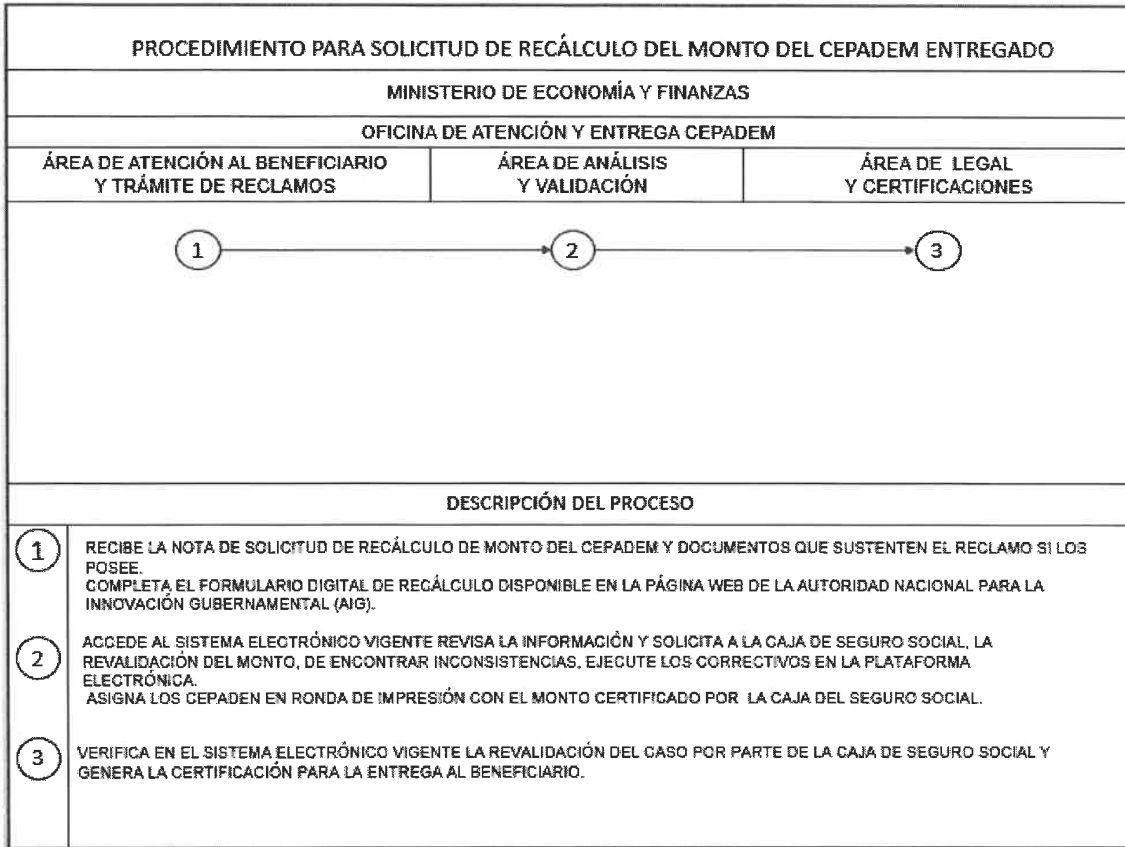 PROCEDIMIENTO PARA SOLICITUD DE RECÁLCULO DEL MONTO DEL CEPADEM ENTREGADO
MINISTERIO DE ECONOMÍA Y FINANZAS
OFICINA DE ATENCIÓN Y ENTREGA CEPADEM
ÁREA DE ATENCIÓN AL BENEFICIARIO
Y TRÁMITE DE RECLAMOS
ÁREA DE ANÁLISIS
Y VALIDACIÓN
ÁREA DE LEGAL
Y CERTIFICACIONES
1
2
3
DESCRIPCIÓN DEL PROCESO
1
RECIBE LA NOTA DE SOLICITUD DE RECÁLCULO DE MONTO DEL CEPADEM Y DOCUMENTOS QUE SUSTENTEN EL RECLAMO SI LOS
POSEE.
COMPLETA EL FORMULARIO DIGITAL DE RECÁLCULO DISPONIBLE EN LA PÁGINA WEB DE LA AUTORIDAD NACIONAL PARA LA
INNOVACIÓN GUBERNAMENTAL (AIG).
2
ACCEDE AL SISTEMA ELECTRÓNICO VIGENTE REVISA LA INFORMACIÓN Y SOLICITA A LA CAJA DE SEGURO SOCIAL, LA
REVALIDACIÓN DEL MONTO, DE ENCONTRAR INCONSISTENCIAS, EJECUTE LOS CORRECTIVOS EN LA PLATAFORMA
ELECTRÓNICA.
ASIGNA LOS CEPADEN EN RONDA DE IMPRESIÓN CON EL MONTO CERTIFICADO POR LA CAJA DEL SEGURO SOCIAL.
3
VERIFICA EN EL SISTEMA ELECTRÓNICO VIGENTE LA REVALIDACIÓN DEL CASO POR PARTE DE LA CAJA DE SEGURO SOCIAL Y
GENERA LA CERTIFICACIÓN PARA LA ENTREGA AL BENEFICIARIO.